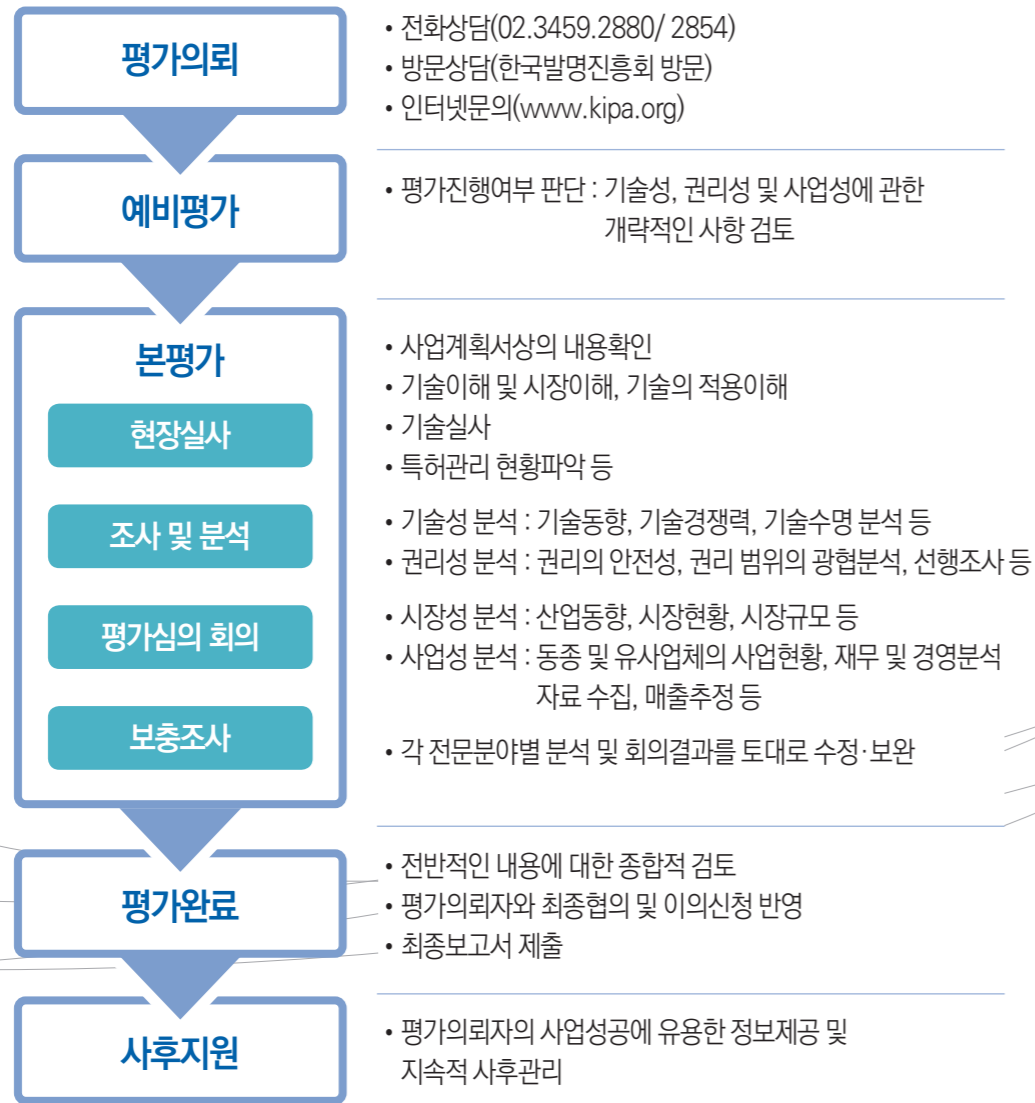 평가의뢰
• 전화상담(02.3459.2880/ 2854)
• 방문상담(한국발명진흥회 방문)
• 인터넷문의(www.kipa.org)
예비평가
• 평가진행여부 판단 : 기술성, 권리성 및 사업성에 관한
개략적인 사항 검토
본평가
현장실사
• 사업계획서상의 내용확인
• 기술이해 및 시장이해, 기술의 적용이해
• 기술실사
• 특허관리 현황파악 등
조사 및 분석
• 기술성 분석 : 기술동향, 기술경쟁력, 기술수명 분석 등
• 권리성 분석 : 권리의 안전성, 권리 범위의 광협분석, 선행조사 등
평가심의 회의
• 시장성 분석 : 산업동향, 시장현황, 시장규모 등
• 사업성 분석 : 동종 및 유사업체의 사업현황, 재무 및 경영분석
자료 수집, 매출추정 등
보충조사
• 각 전문분야별 분석 및 회의결과를 토대로 수정·보완
평가완료
• 전반적인 내용에 대한 종합적 검토
• 평가의뢰자와 최종협의 및 이의신청 반영
• 최종보고서 제출
사후지원
• 평가의뢰자의 사업성공에 유용한 정보제공 및
지속적 사후관리